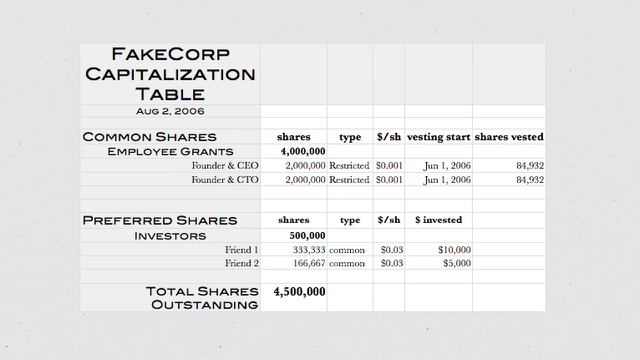 FakeCorp
Capitalization
Table
Aug 2, 2006
Common Shares shares type $/sh vesting start shares vested
Employee Grants 4,000,000
Founder & CEO 2,000,000 Restricted $0.001 Jun 1, 2006 84,932
Founder & CTO 2,000,000 Restricted $0.001 Jun 1, 2006 84,932
Preferred Shares shares type $/sh $ invested
Investors 500,000
Friend 1 333,333 common $0.03 $10,000
Friend 2 166,667 common $0.03 $5,000
Total Shares 4,500,000
Outstanding